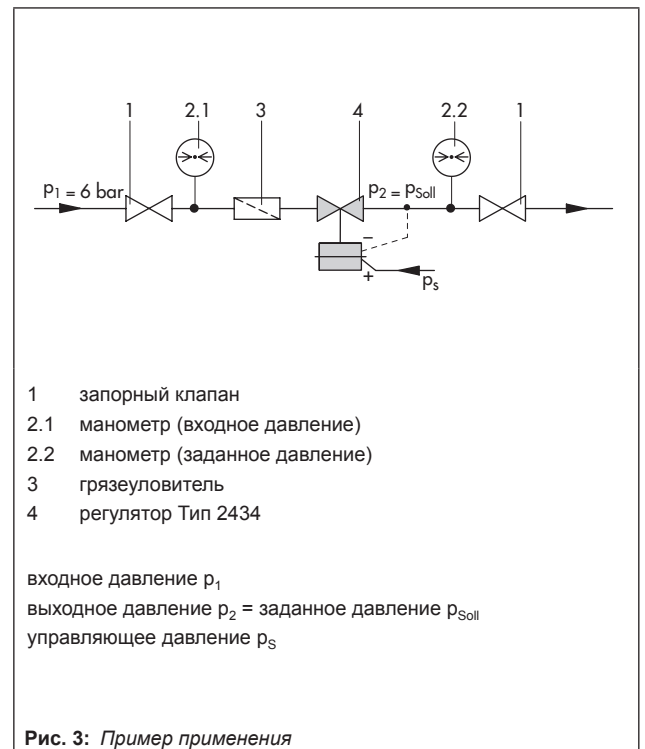 1 2.1 3 4 2.2 1
p₁ = 6 bar p₂ = pSoll
–
+ pₛ
1 запорный клапан
2.1 манометр (входное давление)
2.2 манометр (заданное давление)
3 грязеуловитель
4 регулятор Тип 2434
входное давление p₁
выходное давление p₂ = заданное давление pSoll
управляющее давление pS
Рис. 3: Пример применения